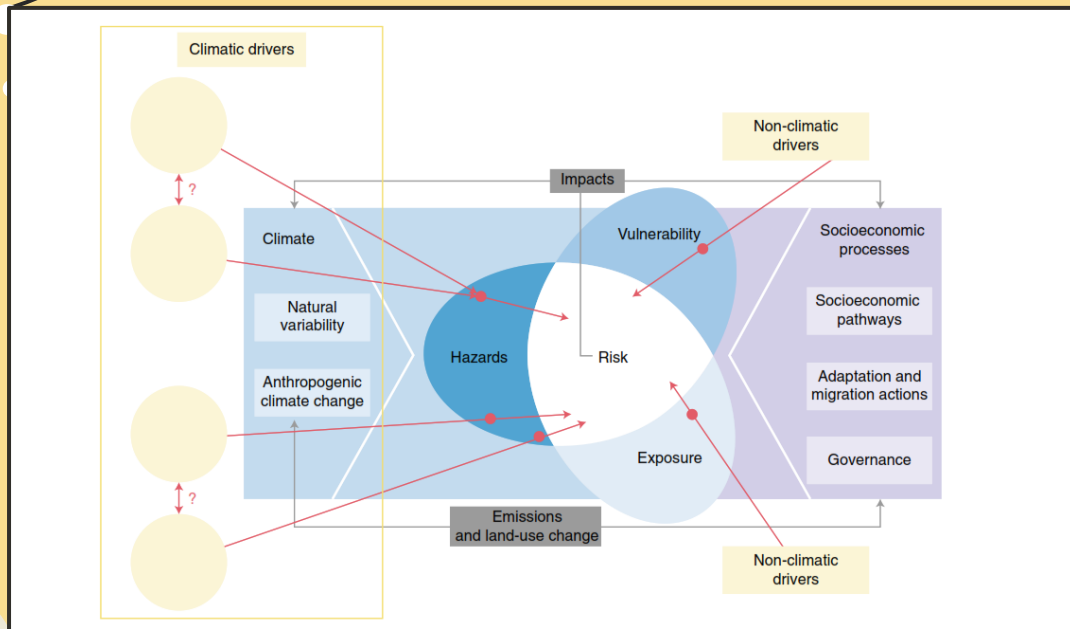 Climatic drivers
Non-climatic
drivers
?
Impacts
Climate
Vulnerability
Socioeconomic
processes
Natural
variability
Socioeconomic
pathways
Hazards
Risk
Anthropogenic
climate change
Adaptation and
migration actions
Exposure
Governance
?
Emissions
and land-use change
Non-climatic
drivers